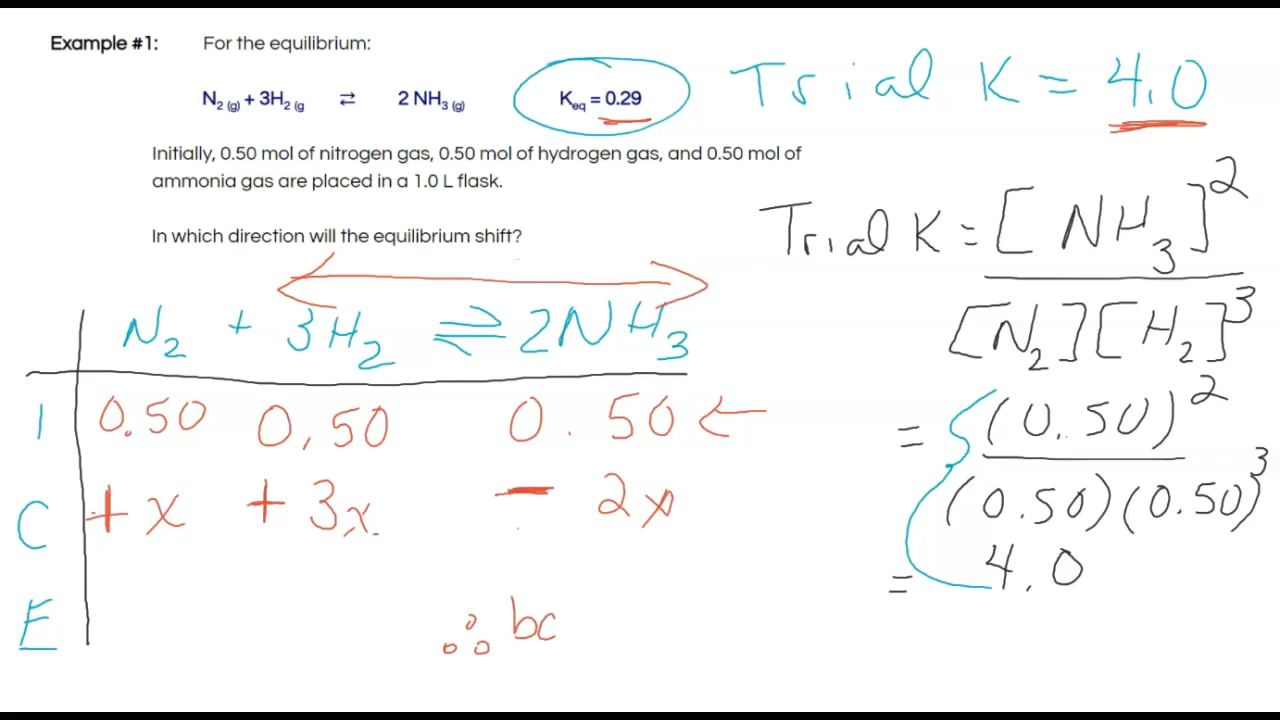 Example #1: For the equilibrium:
N2 (g) + 3H2 (g ⇄ 2 NH3 (g) Keq = 0.29
Trial K = 4.0
Initially, 0.50 mol of nitrogen gas, 0.50 mol of hydrogen gas, and 0.50 mol of
ammonia gas are placed in a 1.0 L flask.
In which direction will the equilibrium shift?
Trial K = [NH3]²
[N2][H2]³
= (0.50)²
(0.50)(0.50)³
= 4.0
N2 + 3H2 ⇌ 2NH3
I 0.50 0.50 0.50 ←
C + x + 3x - 2x
E
∴ bc